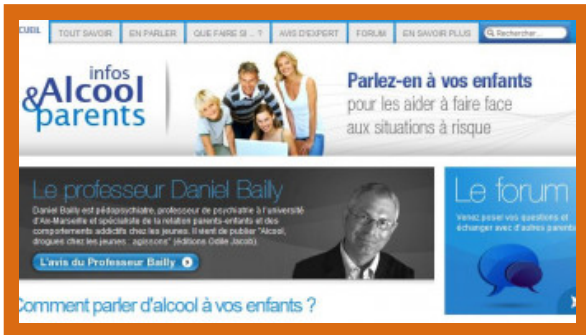 CUEIL TOUT SAVOIR EN PARLER QUE FAIRE SI ... ? AVIS D'EXPERT FORUM EN SAVOIR PLUS Rechercher...
infos
&Alcool
parents
Parlez-en à vos enfants
pour les aider à faire face
aux situations à risque
Le professeur Daniel Bailly
Daniel Bailly est pédopsychiatre, professeur de psychiatrie à l'université
d'Aix-Marseille et spécialiste de la relation parents-enfants et des
comportements addictifs chez les jeunes. Il vient de publier "Alcool,
drogues chez les jeunes : agissons" (éditions Odile Jacob).
L'avis du Professeur Bailly
Le forum
Venez poser vos questions et
échanger avec d'autres parents
Comment parler d'alcool à vos enfants ?